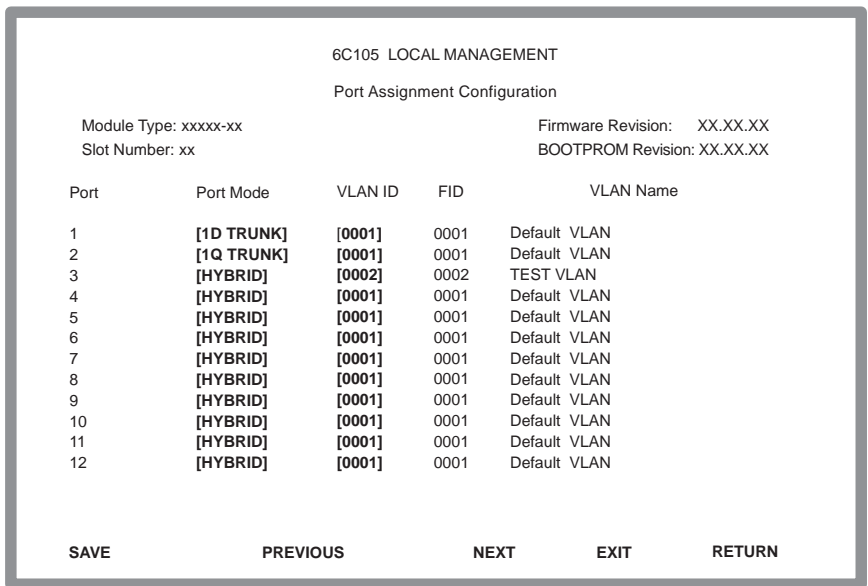 6C105 LOCAL MANAGEMENT
Port Assignment Configuration
Module Type: xxxxx-xx Firmware Revision: XX.XX.XX
Slot Number: xx BOOTPROM Revision: XX.XX.XX
Port Port Mode VLAN ID FID VLAN Name
1 [1D TRUNK] [0001] 0001 Default VLAN
2 [1Q TRUNK] [0001] 0001 Default VLAN
3 [HYBRID] [0002] 0002 TEST VLAN
4 [HYBRID] [0001] 0001 Default VLAN
5 [HYBRID] [0001] 0001 Default VLAN
6 [HYBRID] [0001] 0001 Default VLAN
7 [HYBRID] [0001] 0001 Default VLAN
8 [HYBRID] [0001] 0001 Default VLAN
9 [HYBRID] [0001] 0001 Default VLAN
10 [HYBRID] [0001] 0001 Default VLAN
11 [HYBRID] [0001] 0001 Default VLAN
12 [HYBRID] [0001] 0001 Default VLAN
SAVE PREVIOUS NEXT EXIT RETURN